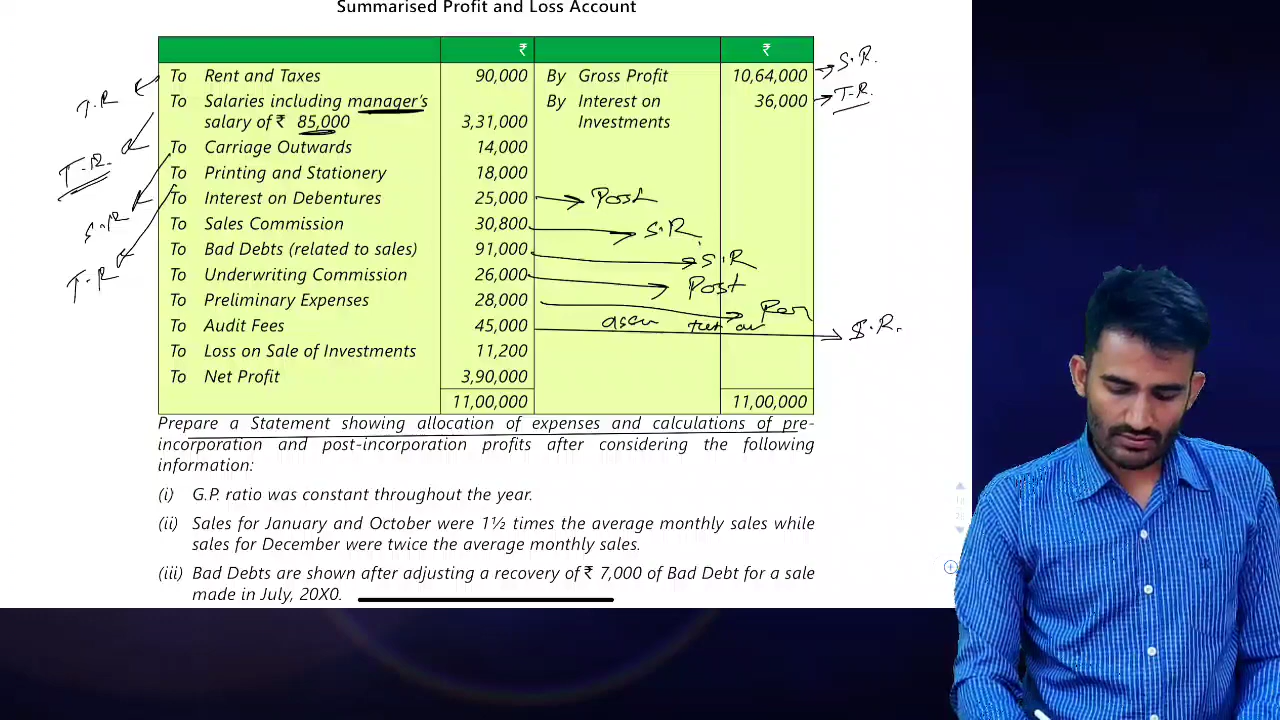 Summarised Profit and Loss Account
₹ ₹
To Rent and Taxes 90,000 By Gross Profit 10,64,000 S.R.
T.R To Salaries including manager's By Interest on 36,000 T.R.
salary of ₹ 85,000 3,31,000 Investments
To Carriage Outwards 14,000
T.R. To Printing and Stationery 18,000
To Interest on Debentures 25,000 Post
S.R To Sales Commission 30,800 S.R.
To Bad Debts (related to sales) 91,000 S.R
T.R To Underwriting Commission 26,000 Post
To Preliminary Expenses 28,000
To Audit Fees 45,000 S.R.
To Loss on Sale of Investments 11,200
To Net Profit 3,90,000
11,00,000 11,00,000
Prepare a Statement showing allocation of expenses and calculations of pre-
incorporation and post-incorporation profits after considering the following
information:
(i) G.P. ratio was constant throughout the year.
(ii) Sales for January and October were 1½ times the average monthly sales while
sales for December were twice the average monthly sales.
(iii) Bad Debts are shown after adjusting a recovery of ₹ 7,000 of Bad Debt for a sale
made in July, 20X0.